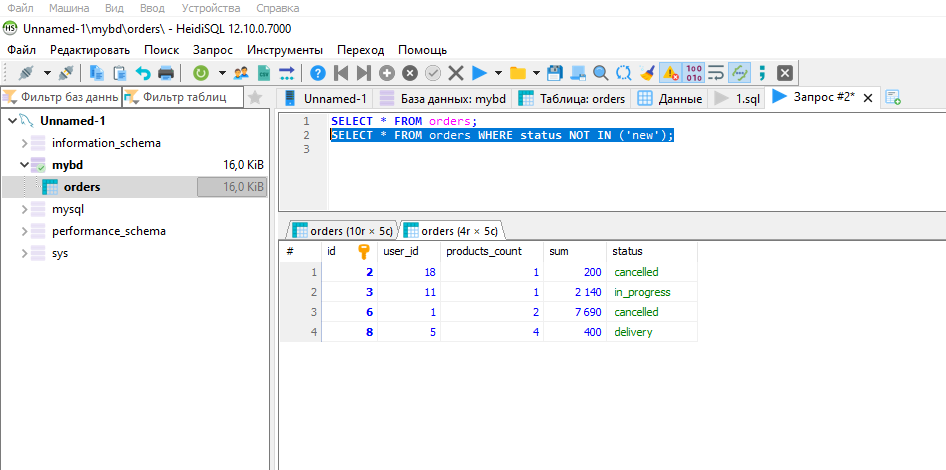 Файл Машина Вид Ввод Устройства Справка
Unnamed-1\mybd\orders\ - HeidiSQL 12.10.0.7000
Файл Редактировать Поиск Запрос Инструменты Переход Помощь
Фильтр баз данн Фильтр таблиц
Unnamed-1 База данных: mybd Таблица: orders Данные 1.sql Запрос #2*
Unnamed-1
information_schema
mybd 16,0 KiB
orders 16,0 KiB
mysql
performance_schema
sys
1 SELECT * FROM orders;
2 SELECT * FROM orders WHERE status NOT IN ('new');
3
orders (10r × 5c) orders (4r × 5c)
# id user_id products_count sum status
1 2 18 1 200 cancelled
2 3 11 1 2 140 in_progress
3 6 1 2 7 690 cancelled
4 8 5 4 400 delivery